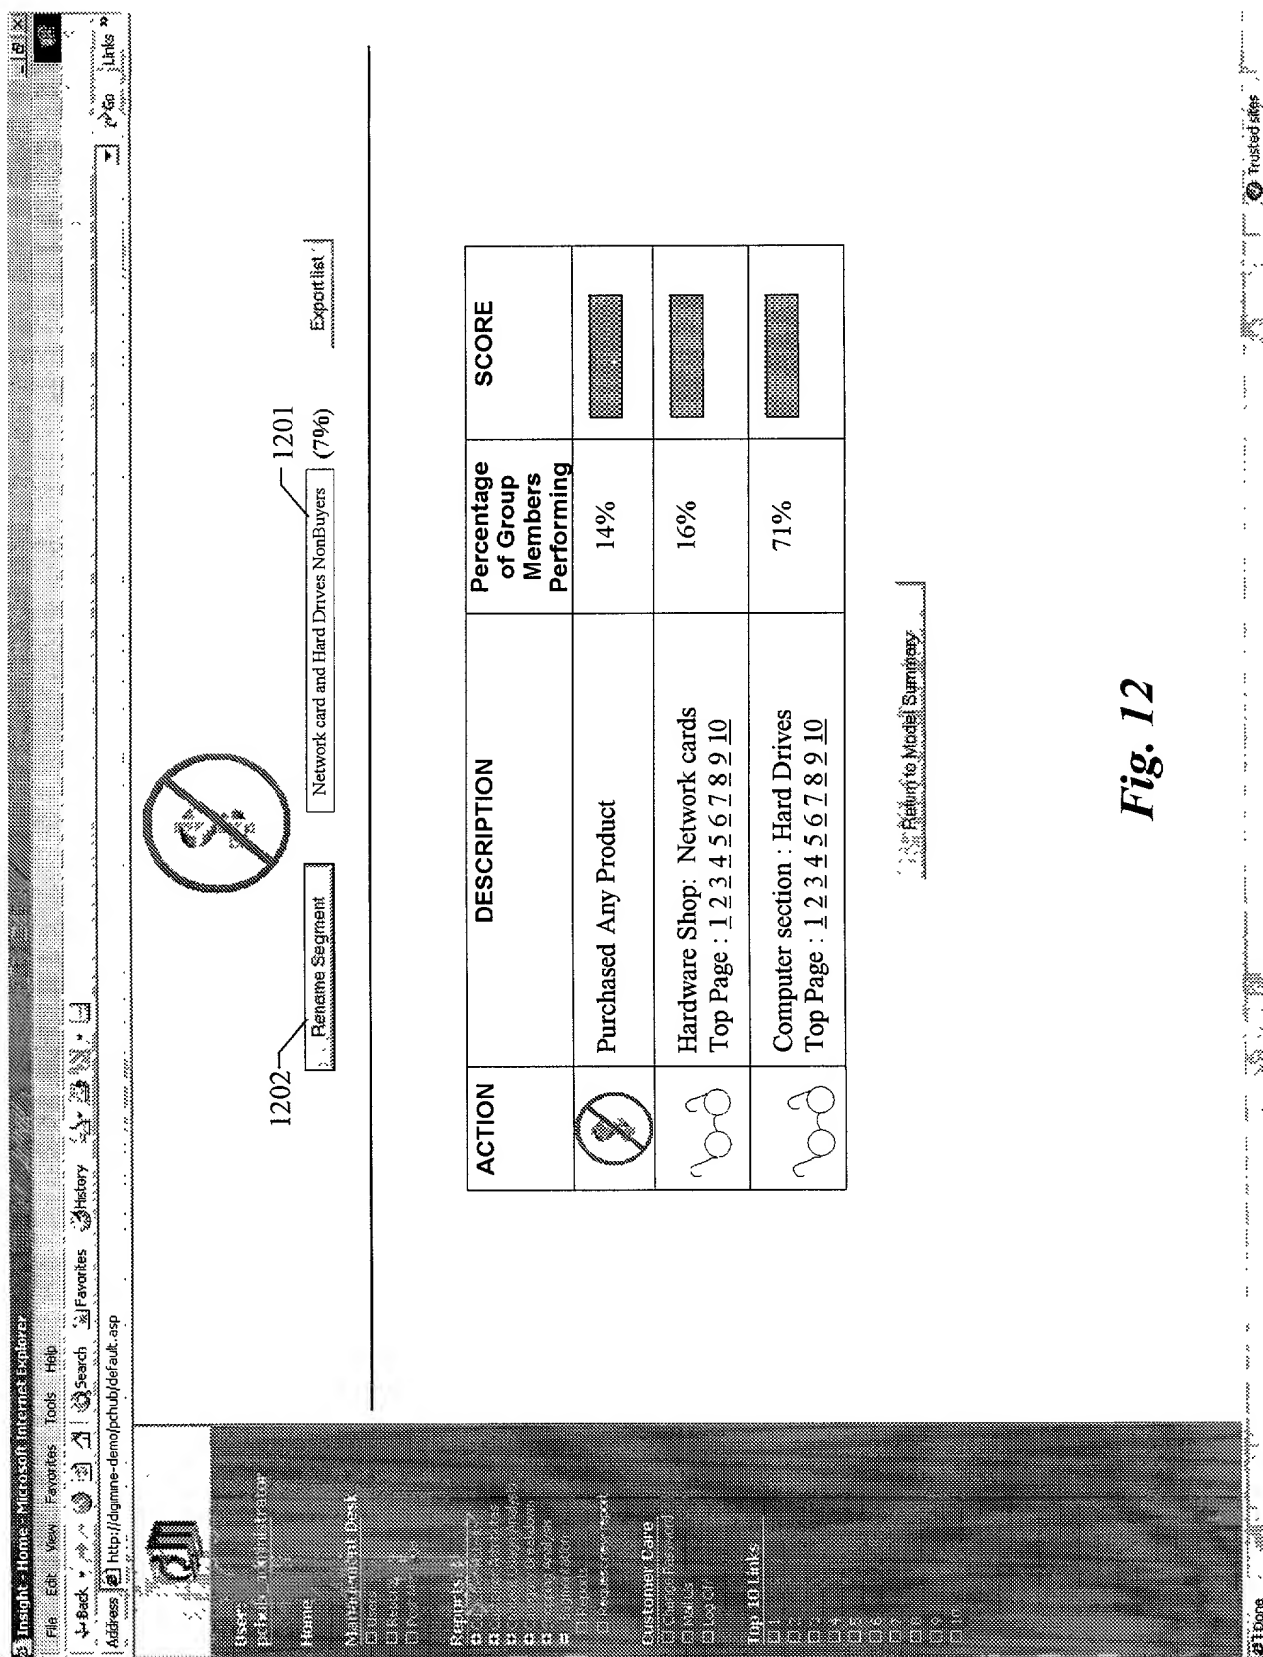 Insight - Home - Microsoft Internet Explorer
File Edit View Favorites Tools Help
Back Search Favorites History
Address http://digimine-demo/pchub/default.asp Go Links »
User:
Home
Management Desk
Reports
Customer Care
Top 10 Links
1202
1201
Rename Segment
Network card and Hard Drives NonBuyers
(7%)
Export list
ACTION DESCRIPTION Percentage of Group Members Performing SCORE
Purchased Any Product 14%
Hardware Shop: Network cards 16%
Top Page : 1 2 3 4 5 6 7 8 9 10
Computer section : Hard Drives 71%
Top Page : 1 2 3 4 5 6 7 8 9 10
Return to Model Summary
Done
Trusted sites
Fig. 12